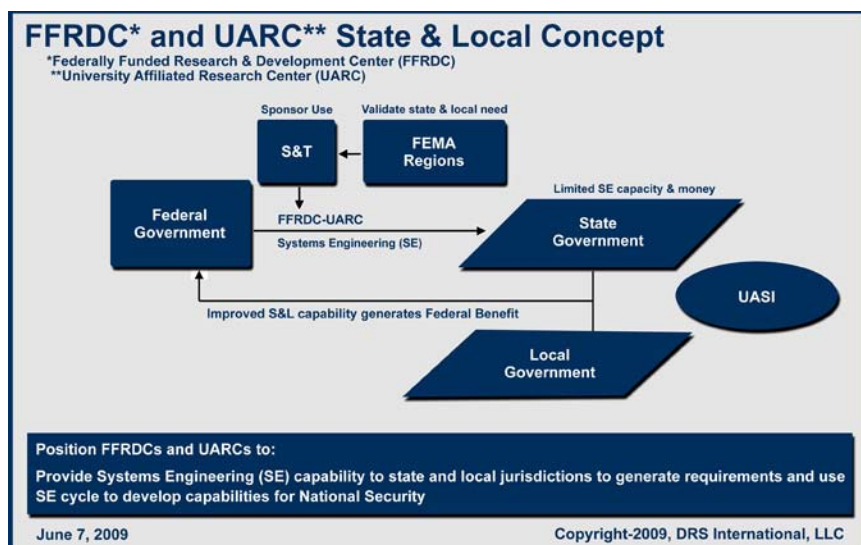 FFRDC* and UARC** State & Local Concept
*Federally Funded Research & Development Center (FFRDC)
**University Affiliated Research Center (UARC)
Sponsor Use
Validate state & local need
S&T
FEMA
Regions
Limited SE capacity & money
Federal
Government
FFRDC-UARC
Systems Engineering (SE)
State
Government
UASI
Improved S&L capability generates Federal Benefit
Local
Government
Position FFRDCs and UARCs to:
Provide Systems Engineering (SE) capability to state and local jurisdictions to generate requirements and use
SE cycle to develop capabilities for National Security
June 7, 2009
Copyright-2009, DRS International, LLC